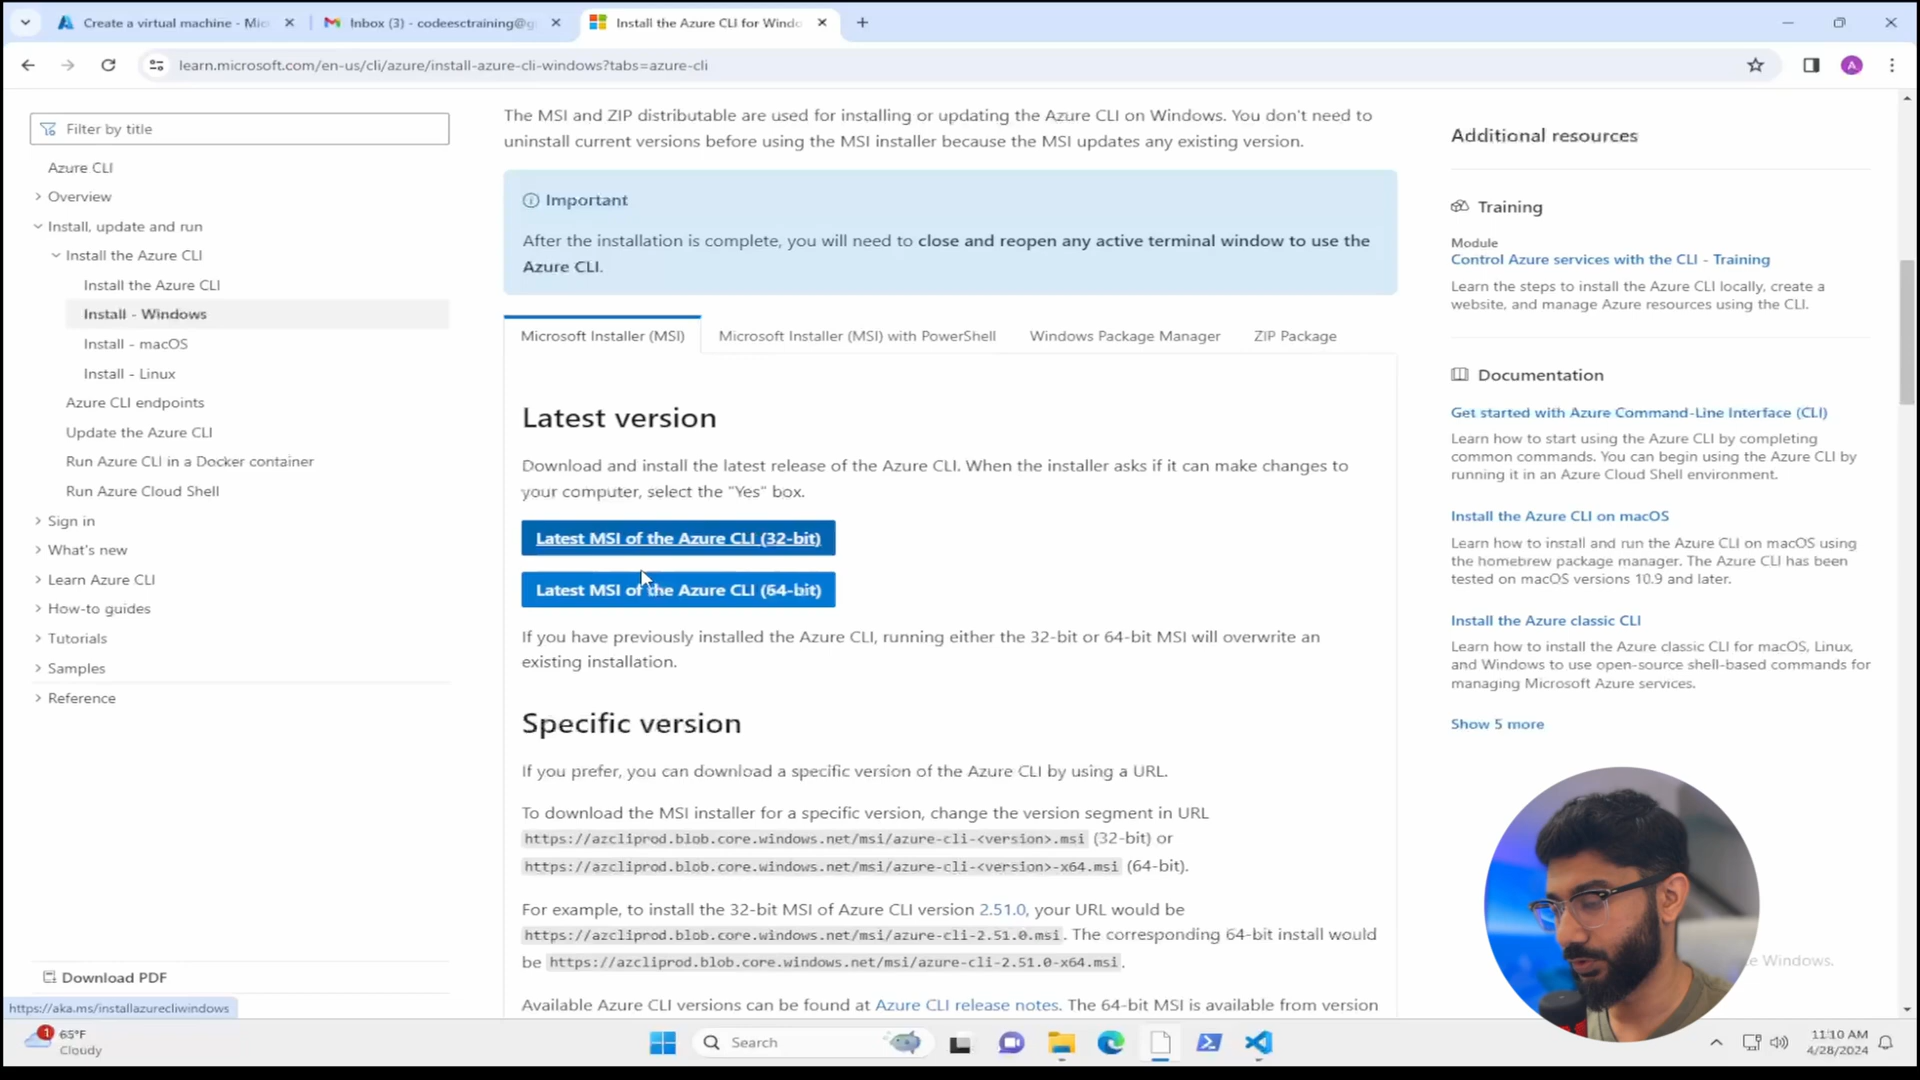 Create a virtual machine - Mic
Inbox (3) - codeesctraining@g
Install the Azure CLI for Windo
learn.microsoft.com/en-us/cli/azure/install-azure-cli-windows?tabs=azure-cli
A
Filter by title
Azure CLI
Overview
Install, update and run
Install the Azure CLI
Install the Azure CLI
Install - Windows
Install - macOS
Install - Linux
Azure CLI endpoints
Update the Azure CLI
Run Azure CLI in a Docker container
Run Azure Cloud Shell
Sign in
What's new
Learn Azure CLI
How-to guides
Tutorials
Samples
Reference
Download PDF
https://aka.ms/installazurecliwindows
The MSI and ZIP distributable are used for installing or updating the Azure CLI on Windows. You don't need to
uninstall current versions before using the MSI installer because the MSI updates any existing version.
Important
After the installation is complete, you will need to close and reopen any active terminal window to use the
Azure CLI.
Microsoft Installer (MSI)
Microsoft Installer (MSI) with PowerShell
Windows Package Manager
ZIP Package
Latest version
Download and install the latest release of the Azure CLI. When the installer asks if it can make changes to
your computer, select the "Yes" box.
Latest MSI of the Azure CLI (32-bit)
Latest MSI of the Azure CLI (64-bit)
If you have previously installed the Azure CLI, running either the 32-bit or 64-bit MSI will overwrite an
existing installation.
Specific version
If you prefer, you can download a specific version of the Azure CLI by using a URL.
To download the MSI installer for a specific version, change the version segment in URL
https://azcliprod.blob.core.windows.net/msi/azure-cli-<version>.msi (32-bit) or
https://azcliprod.blob.core.windows.net/msi/azure-cli-<version>-x64.msi (64-bit).
For example, to install the 32-bit MSI of Azure CLI version 2.51.0, your URL would be
https://azcliprod.blob.core.windows.net/msi/azure-cli-2.51.0.msi. The corresponding 64-bit install would
be https://azcliprod.blob.core.windows.net/msi/azure-cli-2.51.0-x64.msi.
Available Azure CLI versions can be found at Azure CLI release notes. The 64-bit MSI is available from version
Additional resources
Training
Module
Control Azure services with the CLI - Training
Learn the steps to install the Azure CLI locally, create a
website, and manage Azure resources using the CLI.
Documentation
Get started with Azure Command-Line Interface (CLI)
Learn how to start using the Azure CLI by completing
common commands. You can begin using the Azure CLI by
running it in an Azure Cloud Shell environment.
Install the Azure CLI on macOS
Learn how to install and run the Azure CLI on macOS using
the homebrew package manager. The Azure CLI has been
tested on macOS versions 10.9 and later.
Install the Azure classic CLI
Learn how to install the Azure classic CLI for macOS, Linux,
and Windows to use open-source shell-based commands for
managing Microsoft Azure services.
Show 5 more
e Windows.
1
65°F
Cloudy
Search
11:10 AM
4/28/2024